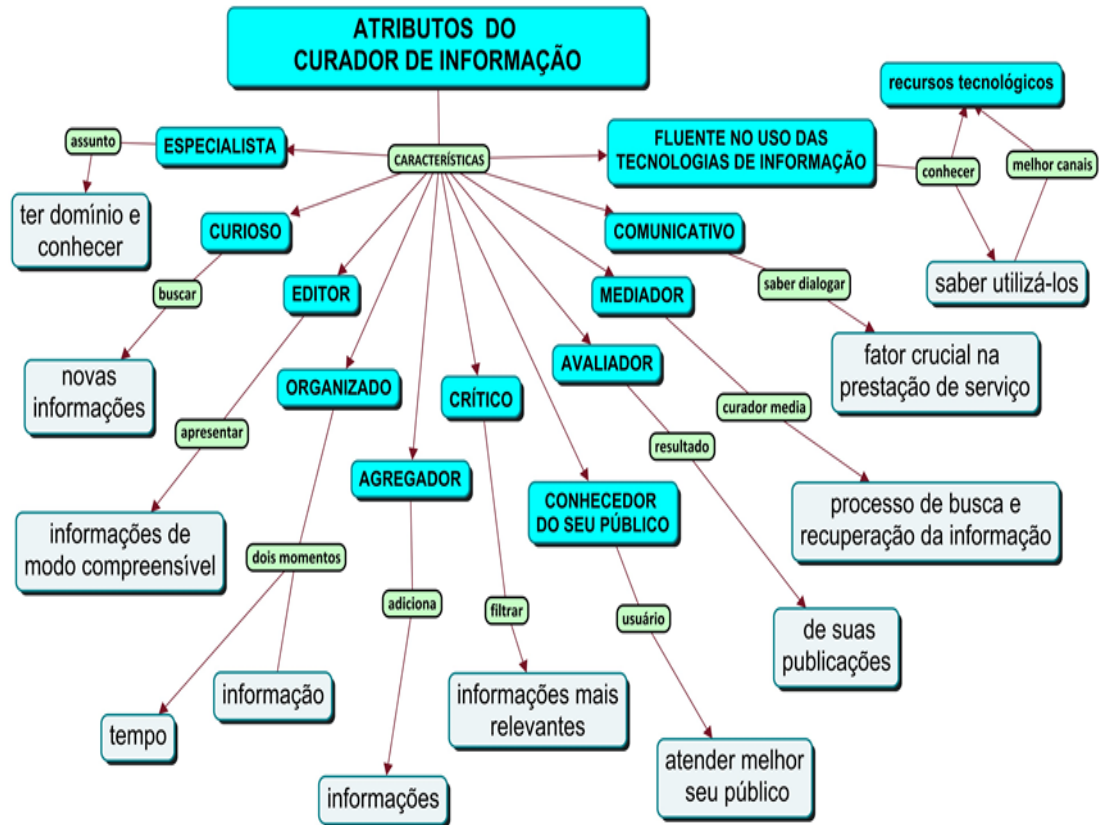 ATRIBUTOS DO
CURADOR DE INFORMAÇÃO
recursos tecnológicos
assunto
ESPECIALISTA
CARACTERÍSTICAS
FLUENTE NO USO DAS
TECNOLOGIAS DE INFORMAÇÃO
conhecer
melhor canais
ter domínio e
conhecer
CURIOSO
COMUNICATIVO
saber dialogar
saber utilizá-los
buscar
EDITOR
MEDIADOR
novas
informações
ORGANIZADO
CRÍTICO
AVALIADOR
fator crucial na
prestação de serviço
apresentar
curador media
resultado
AGREGADOR
CONHECEDOR
DO SEU PÚBLICO
processo de busca e
recuperação da informação
informações de
modo compreensível
dois momentos
adiciona
filtrar
usuário
de suas
publicações
informação
informações mais
relevantes
tempo
atender melhor
seu público
informações